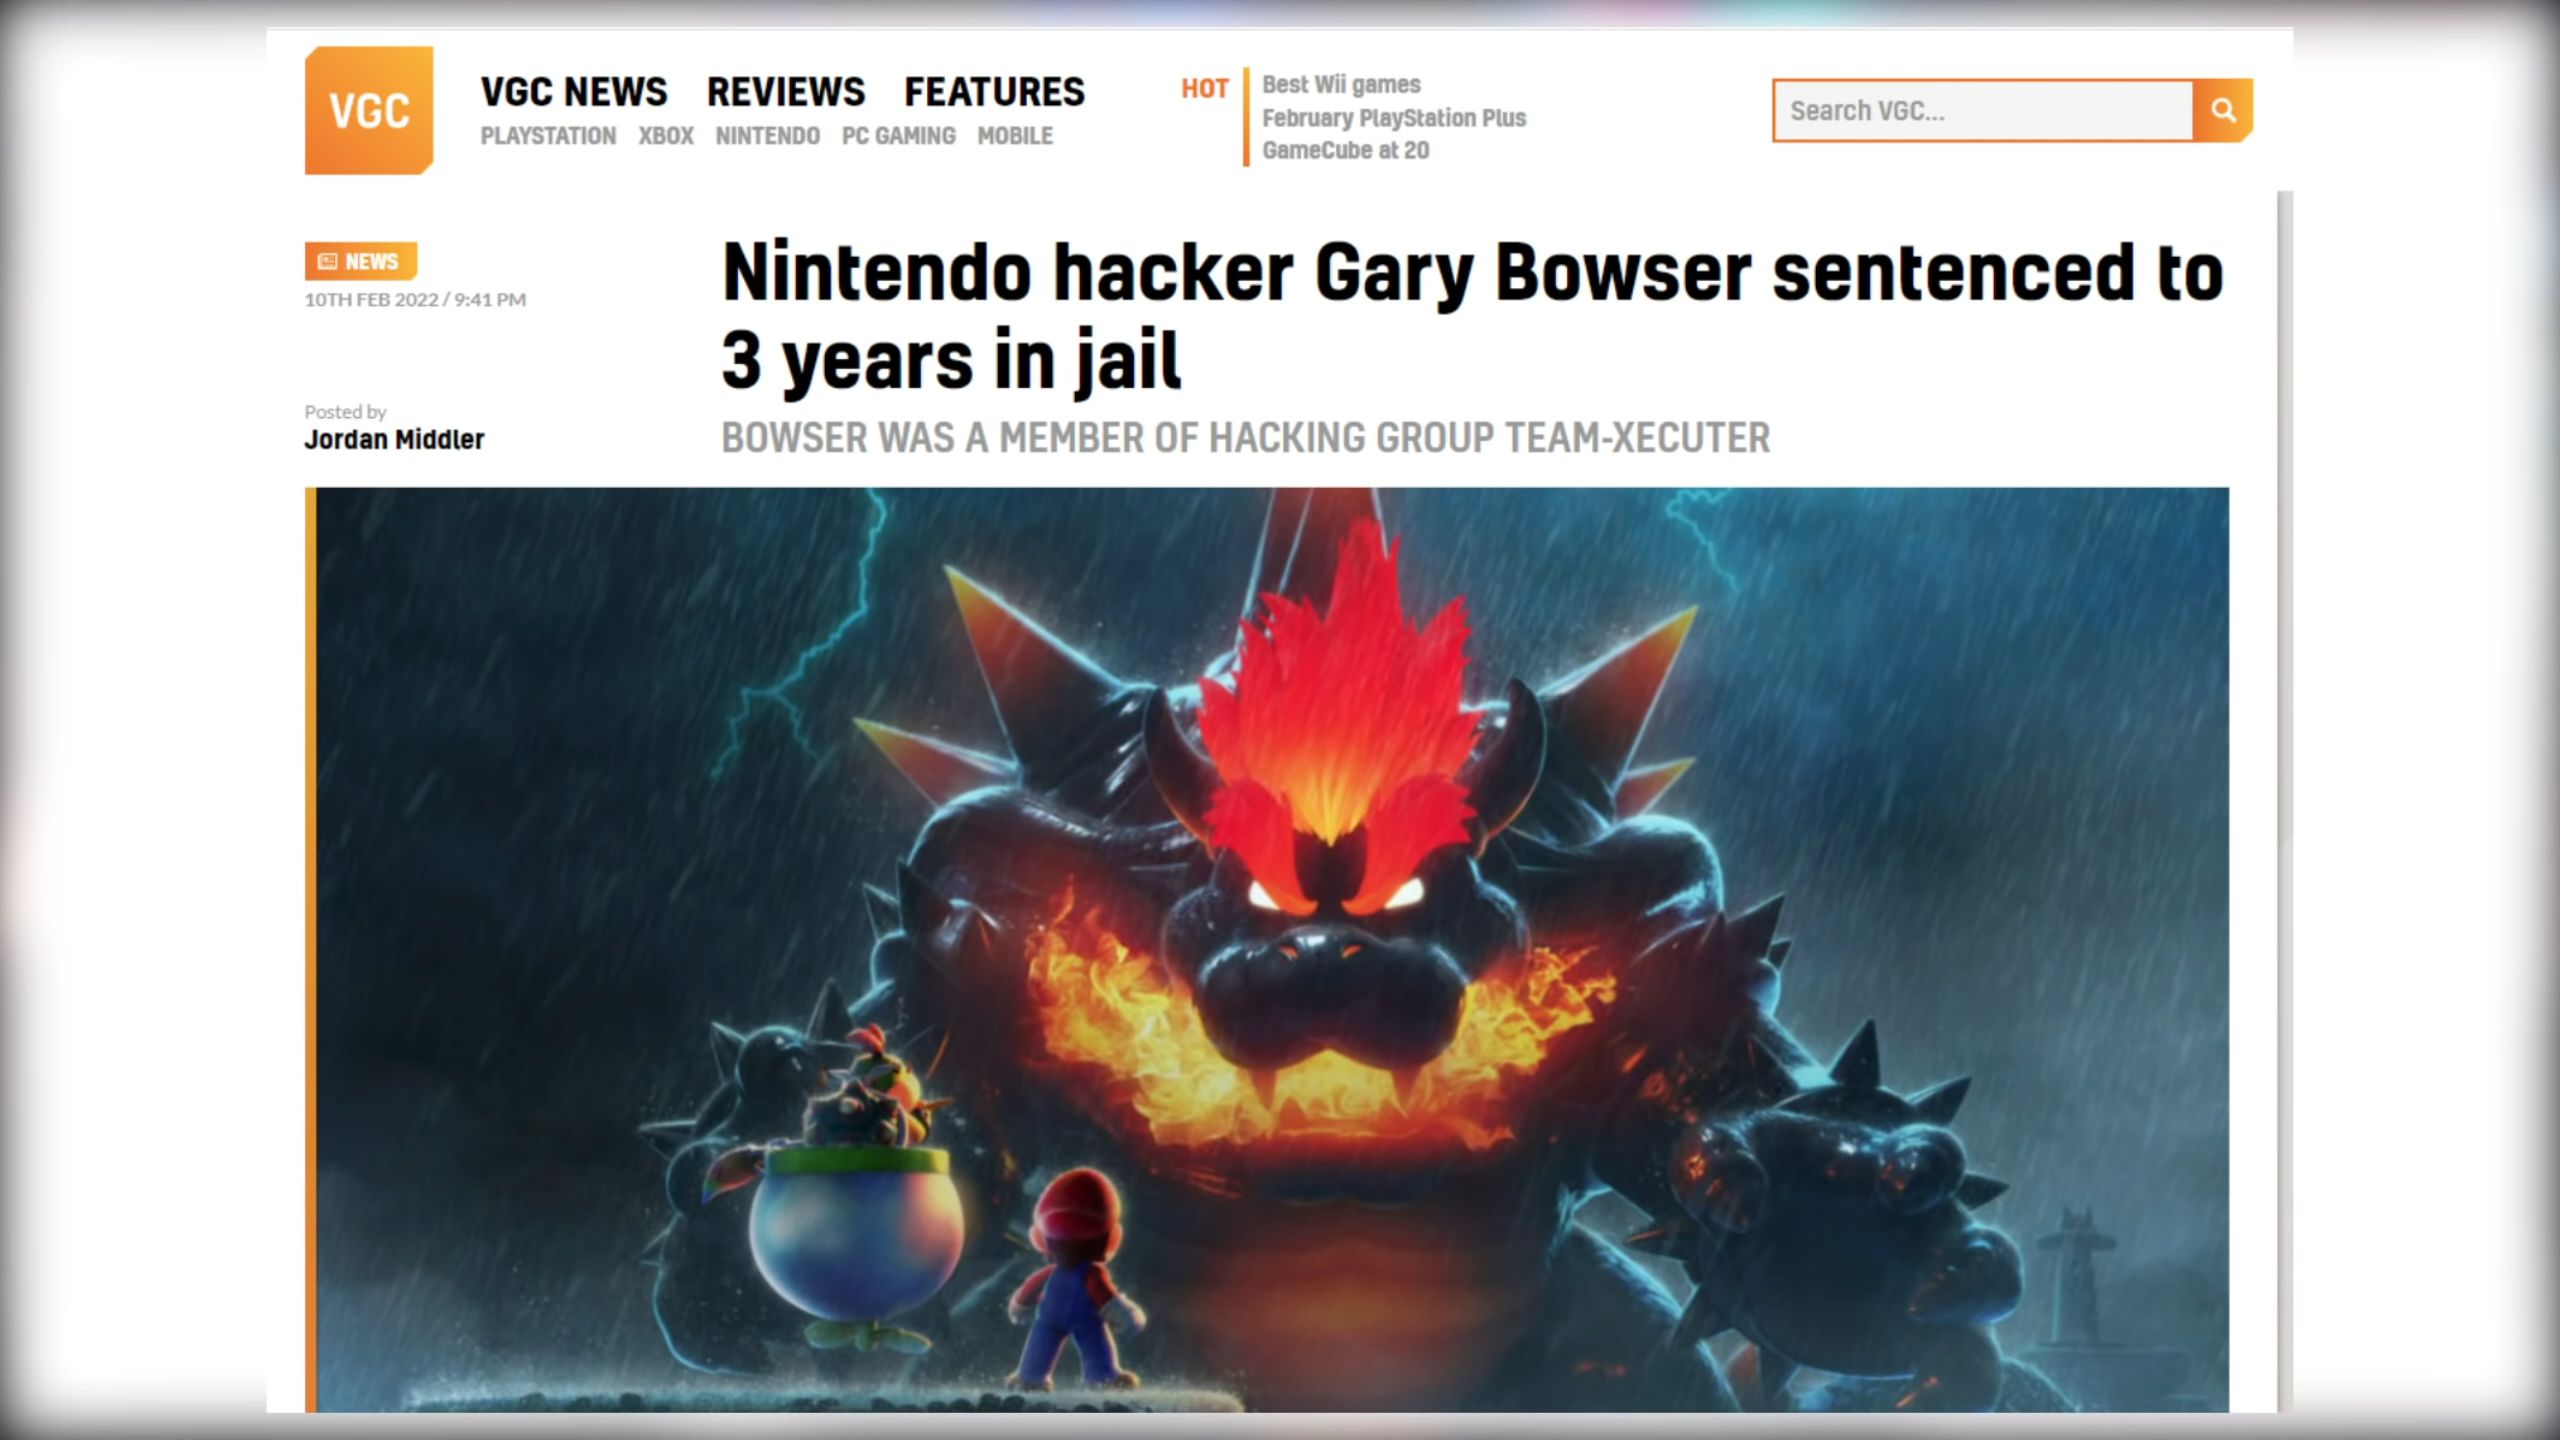 VGC
VGC NEWS REVIEWS FEATURES
PLAYSTATION XBOX NINTENDO PC GAMING MOBILE
HOT
Best Wii games
February PlayStation Plus
GameCube at 20
Search VGC...
NEWS
10TH FEB 2022 / 9:41 PM
Posted by
Jordan Middler
Nintendo hacker Gary Bowser sentenced to
3 years in jail
BOWSER WAS A MEMBER OF HACKING GROUP TEAM-XECUTER